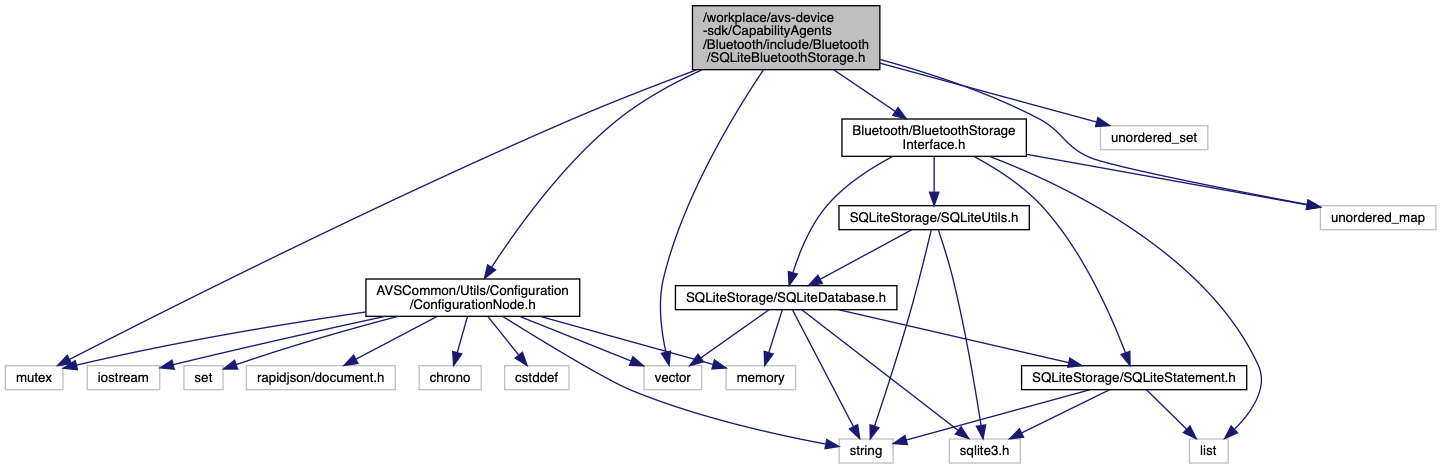 /workplace/avs-device
-sdk/CapabilityAgents
/Bluetooth/include/Bluetooth
/SQLiteBluetoothStorage.h
Bluetooth/BluetoothStorage
Interface.h
unordered_set
SQLiteStorage/SQLiteUtils.h
unordered_map
AVSCommon/Utils/Configuration
/ConfigurationNode.h
SQLiteStorage/SQLiteDatabase.h
mutex
iostream
set
rapidjson/document.h
chrono
cstddef
vector
memory
SQLiteStorage/SQLiteStatement.h
string
sqlite3.h
list